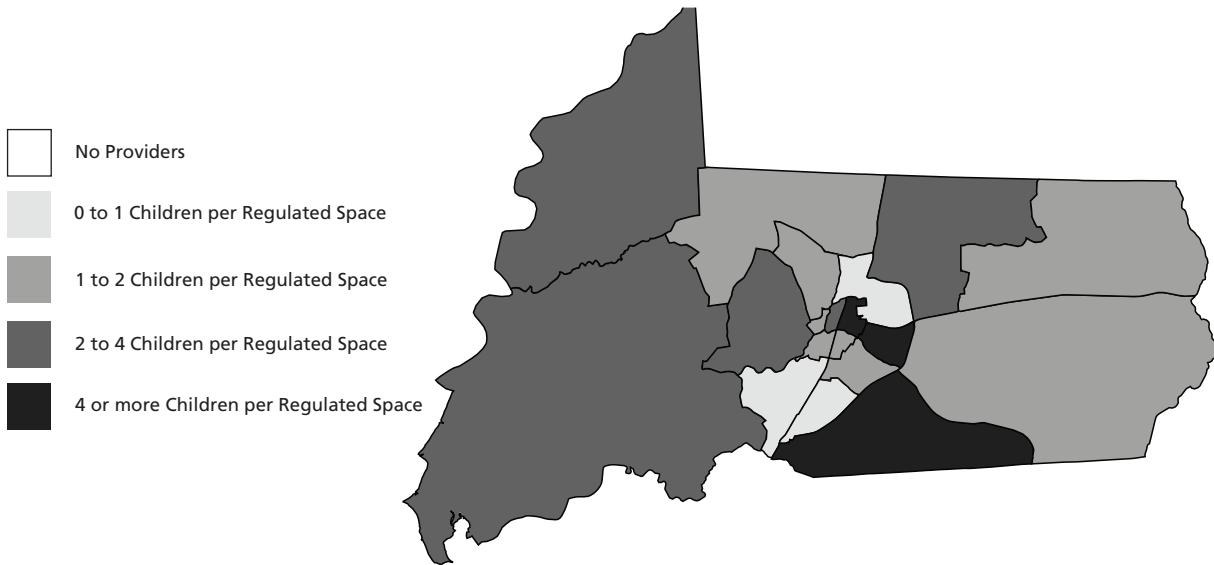 No Providers
0 to 1 Children per Regulated Space
1 to 2 Children per Regulated Space
2 to 4 Children per Regulated Space
4 or more Children per Regulated Space